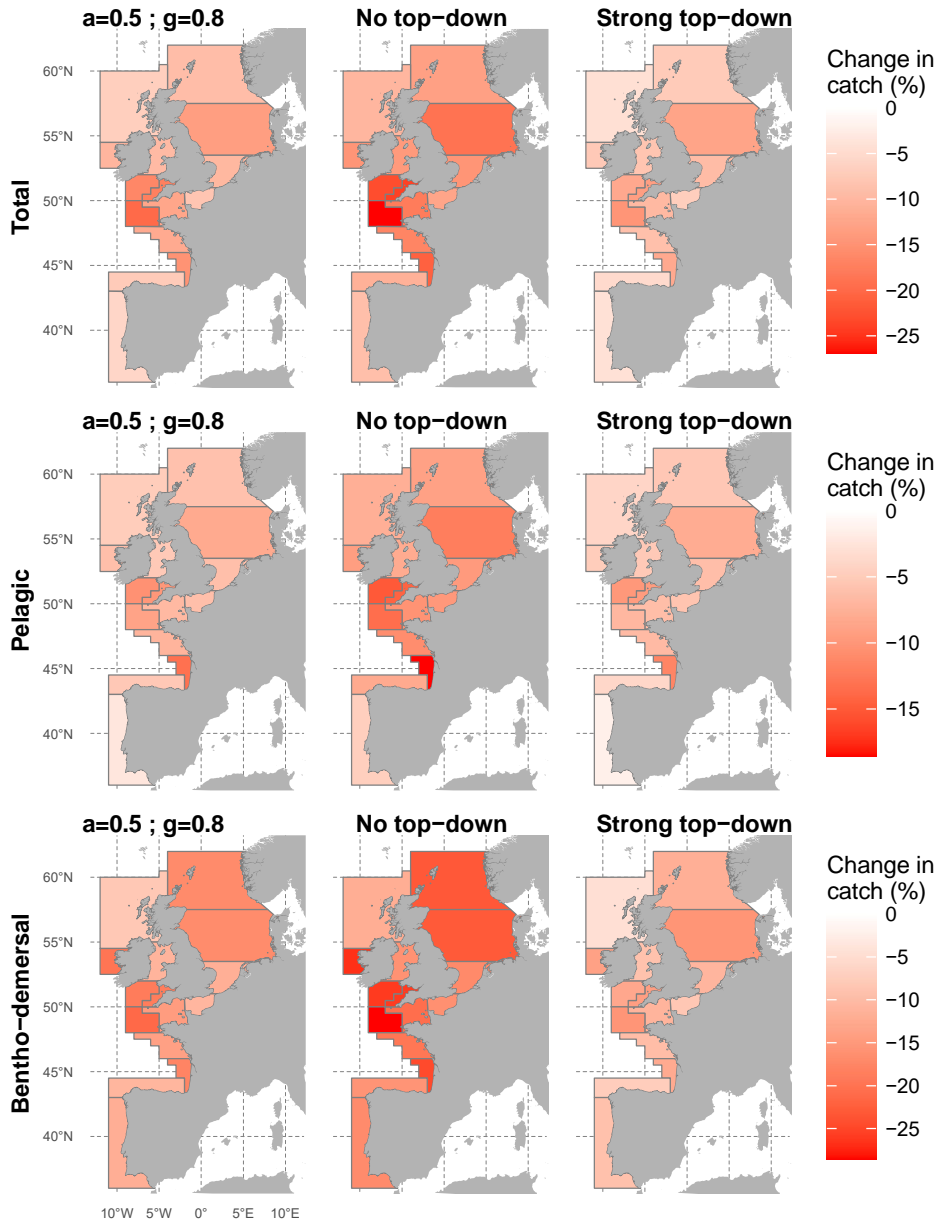 a=0.5 ; g=0.8 No top−down Strong top−down
Change in
catch (%)
0
−5
−10
−15
−20
−25
60°N
55°N
50°N
45°N
40°N
Total
a=0.5 ; g=0.8 No top−down Strong top−down
Change in
catch (%)
0
−5
−10
−15
60°N
55°N
50°N
45°N
40°N
Pelagic
a=0.5 ; g=0.8 No top−down Strong top−down
Change in
catch (%)
0
−5
−10
−15
−20
−25
60°N
55°N
50°N
45°N
40°N
Bentho−demersal
10°W 5°W 0° 5°E 10°E